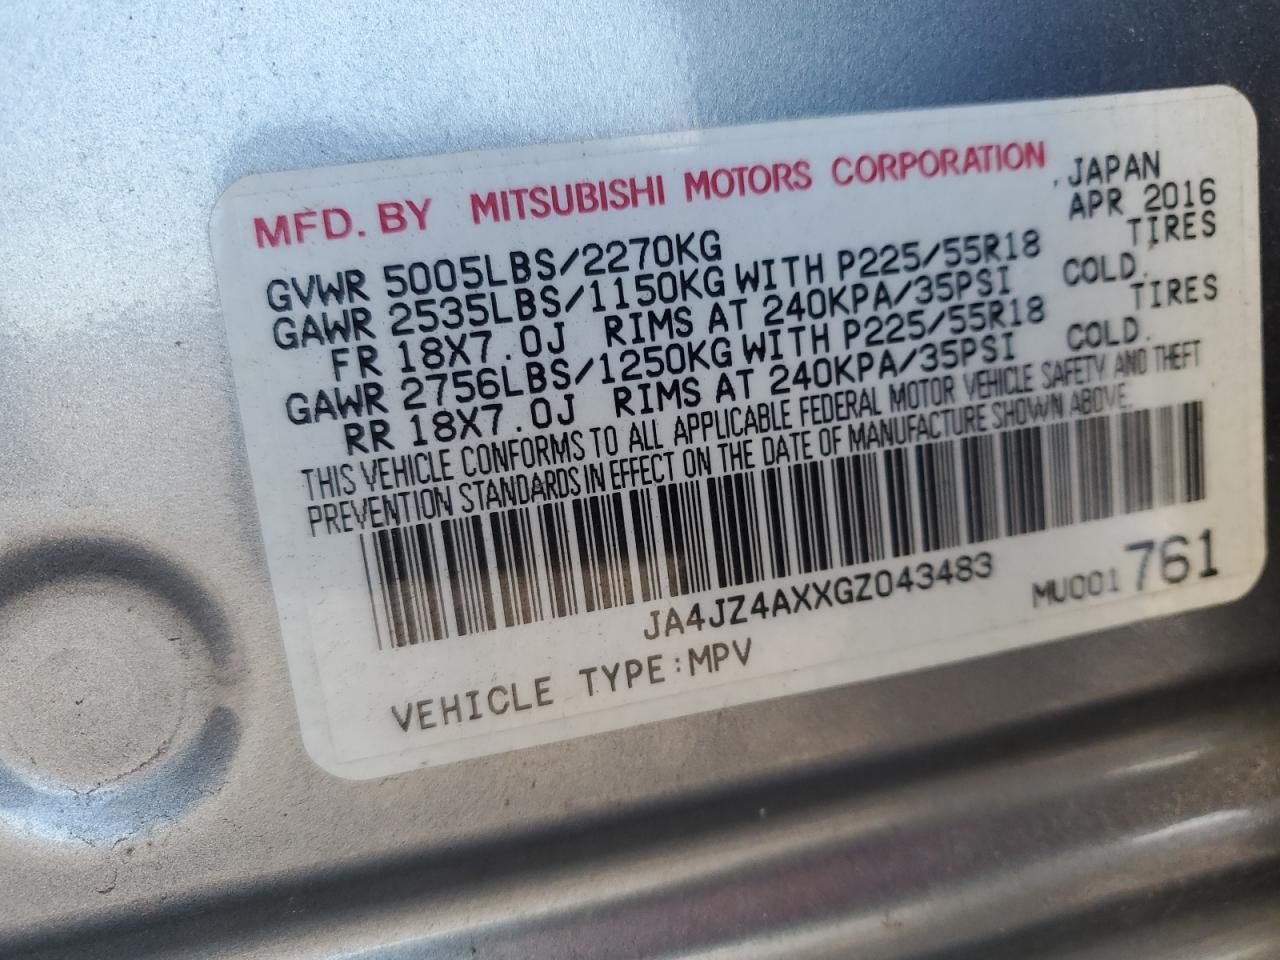 MFD. BY MITSUBISHI MOTORS CORPORATION, JAPAN
APR 2016
GVWR 5005LBS/2270KG
GAWR 2535LBS/1150KG WITH P225/55R18 TIRES
FR 18X7.0J RIMS AT 240KPA/35PSI COLD.
GAWR 2756LBS/1250KG WITH P225/55R18 TIRES
RR 18X7.0J RIMS AT 240KPA/35PSI COLD.
THIS VEHICLE CONFORMS TO ALL APPLICABLE FEDERAL MOTOR VEHICLE SAFETY AND THEFT
PREVENTION STANDARDS IN EFFECT ON THE DATE OF MANUFACTURE SHOWN ABOVE.
JA4JZ4AXXGZ043483
MU001761
VEHICLE TYPE:MPV